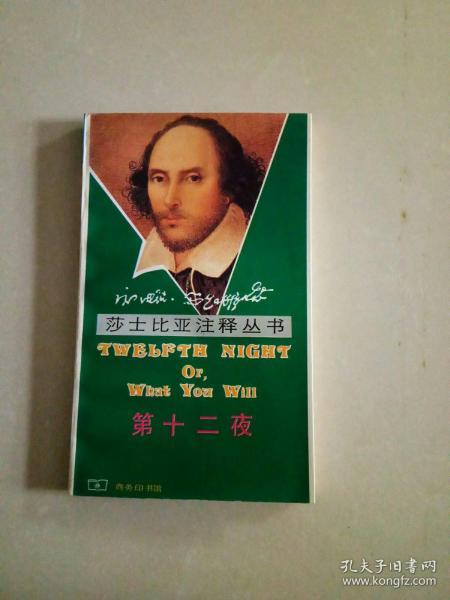 莎士比亚注释丛书
TWELFTH NIGHT
Or,
What You Will
第十二夜
商务印书馆
孔夫子旧书网
www.kongfz.com